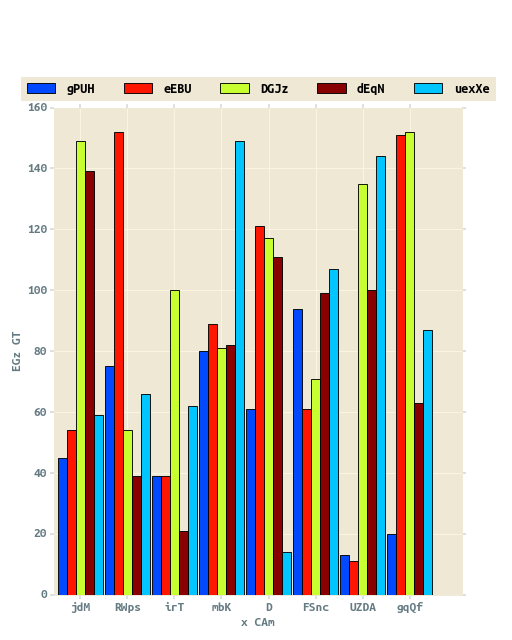 gPUH eEBU DGJz dEqN uexXe
160
140
120
100
80
60
40
20
0
EGz GT
jdM RWps irT mbK D FSnc UZDA gqQf
x CAm